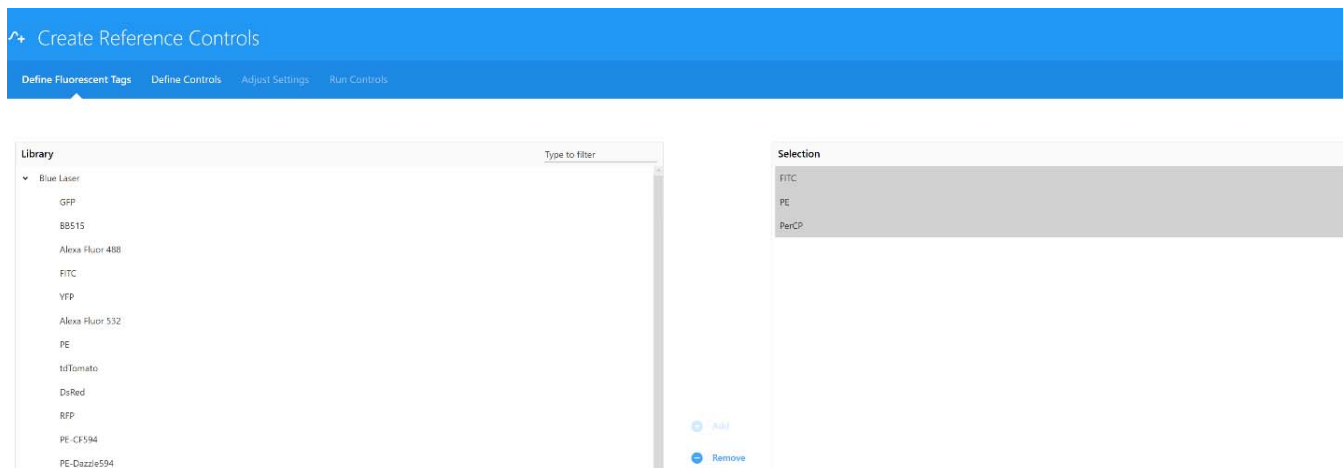 Create Reference Controls
Define Fluorescent Tags Define Controls Adjust Settings Run Controls
Library Type to filter
Blue Laser
GFP
BB515
Alexa Fluor 488
FITC
YFP
Alexa Fluor 532
PE
tdTomato
DsRed
RFP
PE-CF594
PE-Dazzle594
Add
Remove
Selection
FITC
PE
PerCP